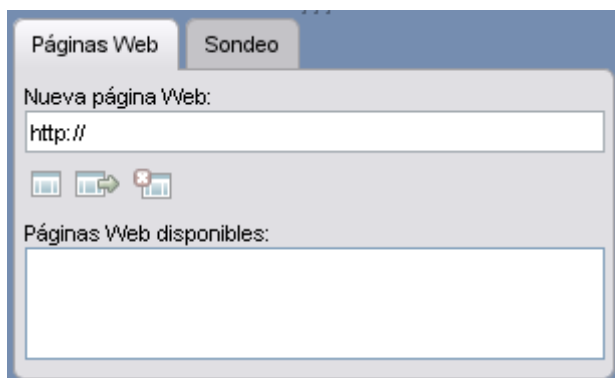 Páginas Web
Sondeo
Nueva página Web:
http://
Páginas Web disponibles: